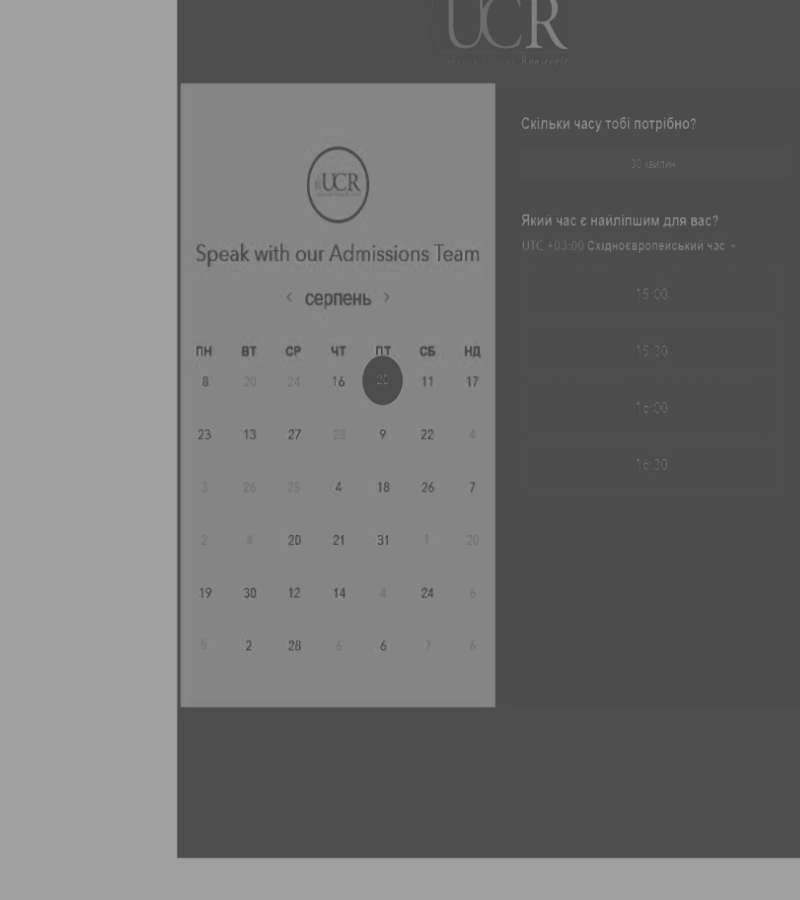 UCR
Roosevelt
UCR
Speak with our Admissions Team
‹ серпень ›
ПН ВТ СР ЧТ ПТ СБ НД
8 20 24 16 20 11 17
23 13 27 28 9 22 4
3 26 25 4 18 26 7
2 4 20 21 31 1 20
19 30 12 14 4 24 6
5 2 28 6 6 7 6
Скільки часу тобі потрібно?
30 хвилин
Який час є найліпшим для вас?
UTC +03:00 Східноєвропейський час
15:00
15:30
16:00
16:30